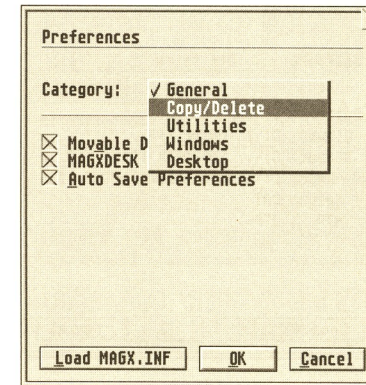 Preferences
Category: √ General
Copy/Delete
Utilities
Movable D Windows
MAGXDESK Desktop
Auto Save Preferences
Load MAGX.INF OK Cancel